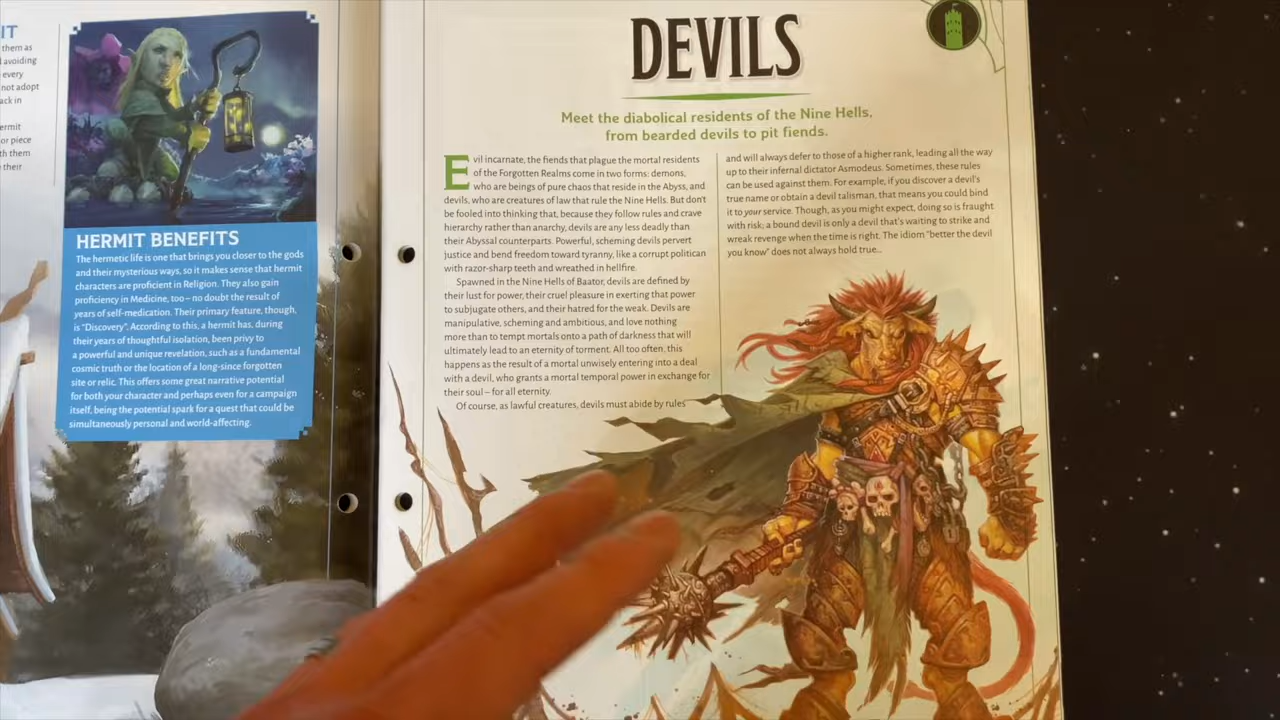 IT
them as
avoiding
every
not adopt
ack in
ermit
or piece
th them
their
HERMIT BENEFITS
The hermetic life is one that brings you closer to the gods
and their mysterious ways, so it makes sense that hermit
characters are proficient in Religion. They also gain
proficiency in Medicine, too – no doubt the result of
years of self-medication. Their primary feature, though,
is "Discovery". According to this, a hermit has, during
their years of thoughtful isolation, been privy to
a powerful and unique revelation, such as a fundamental
cosmic truth or the location of a long-since forgotten
site or relic. This offers some great narrative potential
for both your character and perhaps even for a campaign
itself, being the potential spark for a quest that could be
simultaneously personal and world-affecting.
DEVILS
Meet the diabolical residents of the Nine Hells,
from bearded devils to pit fiends.
Evil incarnate, the fiends that plague the mortal residents
of the Forgotten Realms come in two forms: demons,
who are beings of pure chaos that reside in the Abyss, and
devils, who are creatures of law that rule the Nine Hells. But don't
be fooled into thinking that, because they follow rules and crave
hierarchy rather than anarchy, devils are any less deadly than
their Abyssal counterparts. Powerful, scheming devils pervert
justice and bend freedom toward tyranny, like a corrupt politican
with razor-sharp teeth and wreathed in hellfire.
Spawned in the Nine Hells of Baator, devils are defined by
their lust for power, their cruel pleasure in exerting that power
to subjugate others, and their hatred for the weak. Devils are
manipulative, scheming and ambitious, and love nothing
more than to tempt mortals onto a path of darkness that will
ultimately lead to an eternity of torment. All too often, this
happens as the result of a mortal unwisely entering into a deal
with a devil, who grants a mortal temporal power in exchange for
their soul – for all eternity.
Of course, as lawful creatures, devils must abide by rules
and will always defer to those of a higher rank, leading all the way
up to their infernal dictator Asmodeus. Sometimes, these rules
can be used against them. For example, if you discover a devil's
true name or obtain a devil talisman, that means you could bind
it to your service. Though, as you might expect, doing so is fraught
with risk; a bound devil is only a devil that's waiting to strike and
wreak revenge when the time is right. The idiom "better the devil
you know" does not always hold true...